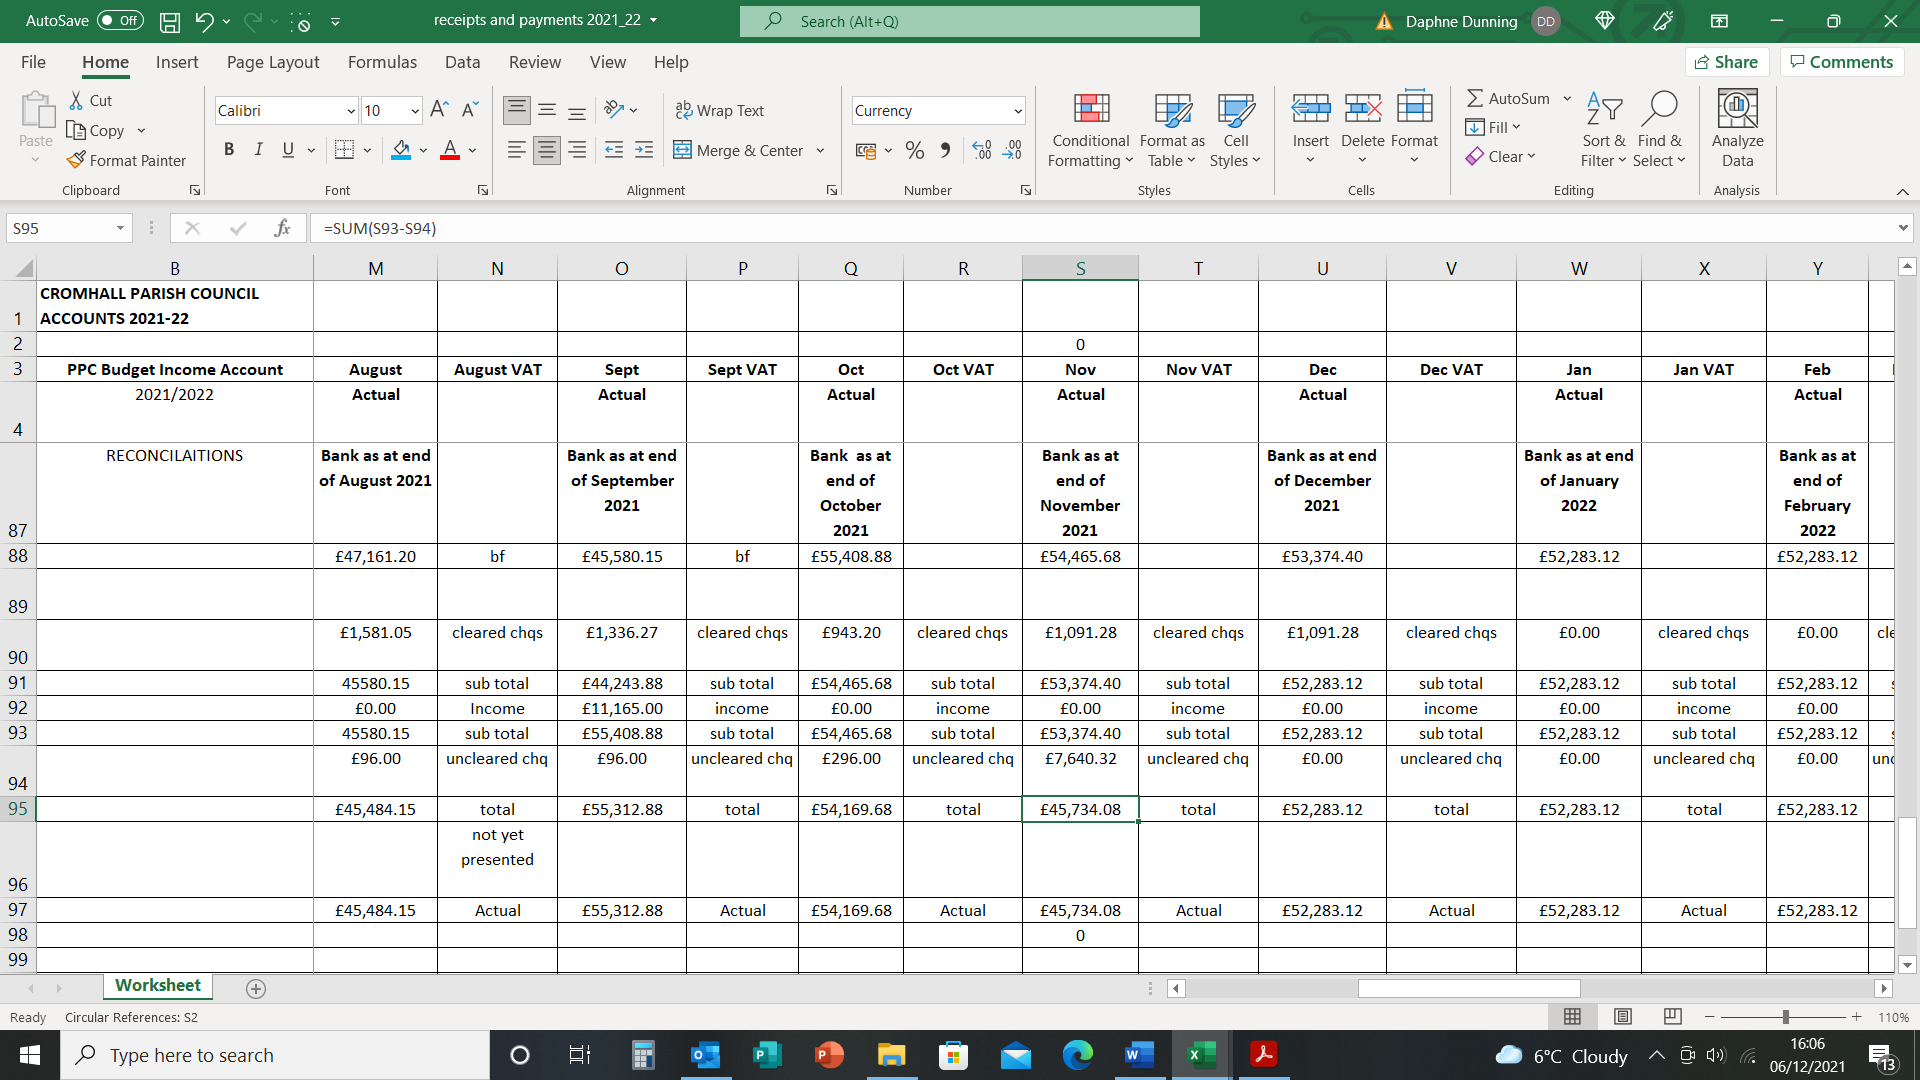 AutoSave Off receipts and payments 2021_22 Search (Alt+Q) Daphne Dunning DD
File Home Insert Page Layout Formulas Data Review View Help Share Comments
Paste Cut Copy Format Painter Clipboard
Calibri 10 B I U A Font
Wrap Text Merge & Center Alignment
Currency % Number
Conditional Formatting Format as Table Cell Styles Styles
Insert Delete Format Cells
AutoSum Fill Clear Sort & Filter Find & Select Editing
Analyze Data Analysis
S95 fx =SUM(S93-S94)
B M N O P Q R S T U V W X Y
1 CROMHALL PARISH COUNCIL
ACCOUNTS 2021-22
2 0
3 PPC Budget Income Account August August VAT Sept Sept VAT Oct Oct VAT Nov Nov VAT Dec Dec VAT Jan Jan VAT Feb
4 2021/2022 Actual Actual Actual Actual Actual Actual Actual
87 RECONCILAITIONS Bank as at end of August 2021 Bank as at end of September 2021 Bank as at end of October 2021 Bank as at end of November 2021 Bank as at end of December 2021 Bank as at end of January 2022 Bank as at end of February 2022
88 £47,161.20 bf £45,580.15 bf £55,408.88 £54,465.68 £53,374.40 £52,283.12 £52,283.12
89
90 £1,581.05 cleared chqs £1,336.27 cleared chqs £943.20 cleared chqs £1,091.28 cleared chqs £1,091.28 cleared chqs £0.00 cleared chqs £0.00 cle
91 45580.15 sub total £44,243.88 sub total £54,465.68 sub total £53,374.40 sub total £52,283.12 sub total £52,283.12 sub total £52,283.12 s
92 £0.00 Income £11,165.00 income £0.00 income £0.00 income £0.00 income £0.00 income £0.00
93 45580.15 sub total £55,408.88 sub total £54,465.68 sub total £53,374.40 sub total £52,283.12 sub total £52,283.12 sub total £52,283.12 s
94 £96.00 uncleared chq £96.00 uncleared chq £296.00 uncleared chq £7,640.32 uncleared chq £0.00 uncleared chq £0.00 uncleared chq £0.00 unc
95 £45,484.15 total £55,312.88 total £54,169.68 total £45,734.08 total £52,283.12 total £52,283.12 total £52,283.12
96 not yet presented
97 £45,484.15 Actual £55,312.88 Actual £54,169.68 Actual £45,734.08 Actual £52,283.12 Actual £52,283.12 Actual £52,283.12
98 0
99
Worksheet
Ready Circular References: S2 110%
Type here to search 6°C Cloudy 16:06
06/12/2021 13